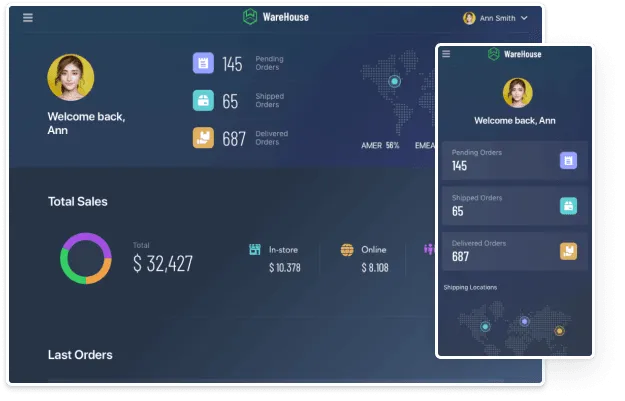 WareHouse
Ann Smith
Welcome back,
Ann
145
Pending
Orders
65
Shipped
Orders
687
Delivered
Orders
AMER 56%
EMEA
Total Sales
Total
$ 32,427
In-store
$ 10.378
Online
$ 8.108
Last Orders
WareHouse
Welcome back, Ann
Pending Orders
145
Shipped Orders
65
Delivered Orders
687
Shipping Locations